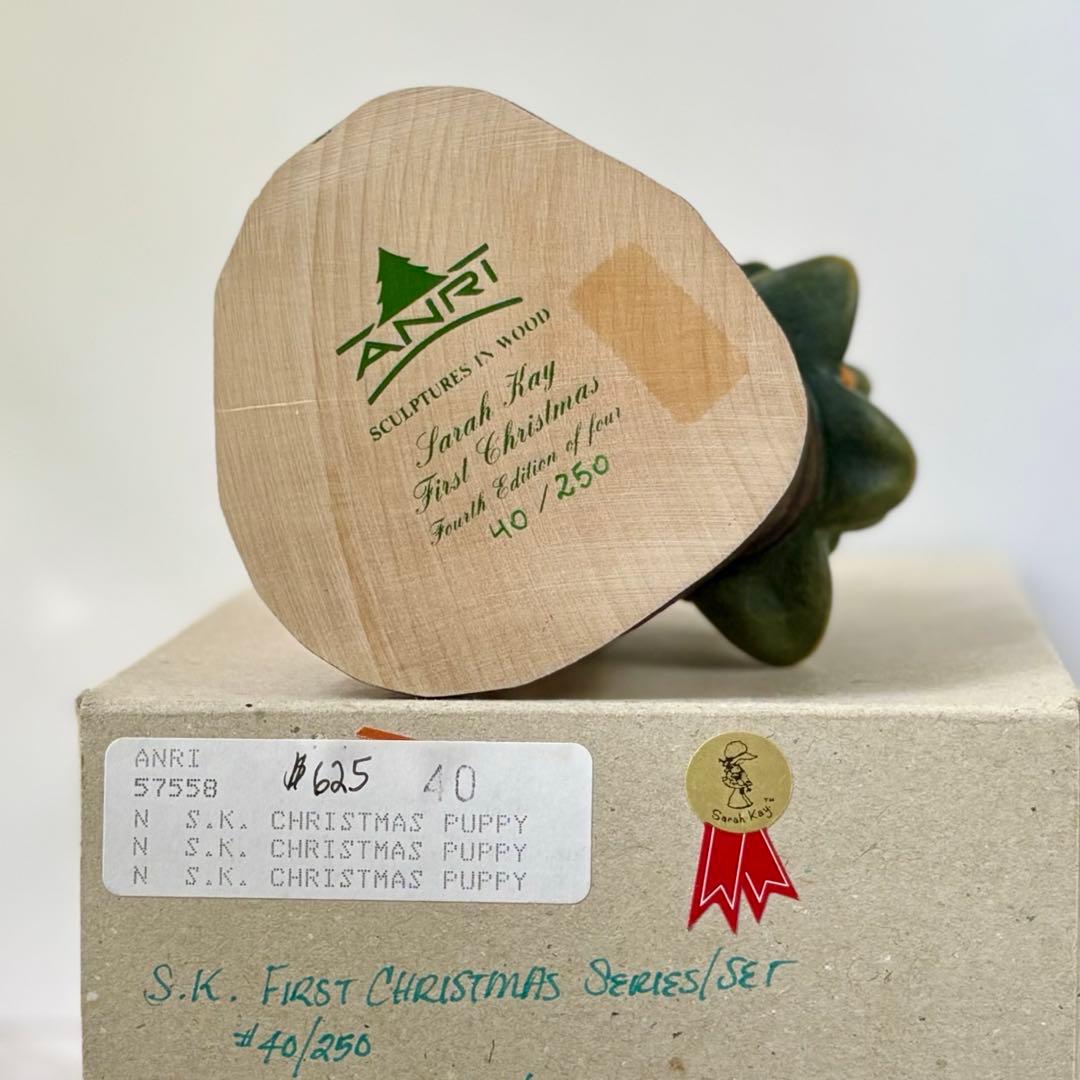 ANRI
SCULPTURES IN WOOD
Sarah Kay
First Christmas
Fourth Edition of four
40 / 250
ANRI
57558 $625 40
N S.K. CHRISTMAS PUPPY
N S.K. CHRISTMAS PUPPY
N S.K. CHRISTMAS PUPPY
Sarah Kay™
S.K. FIRST CHRISTMAS SERIES/SET
#40/250